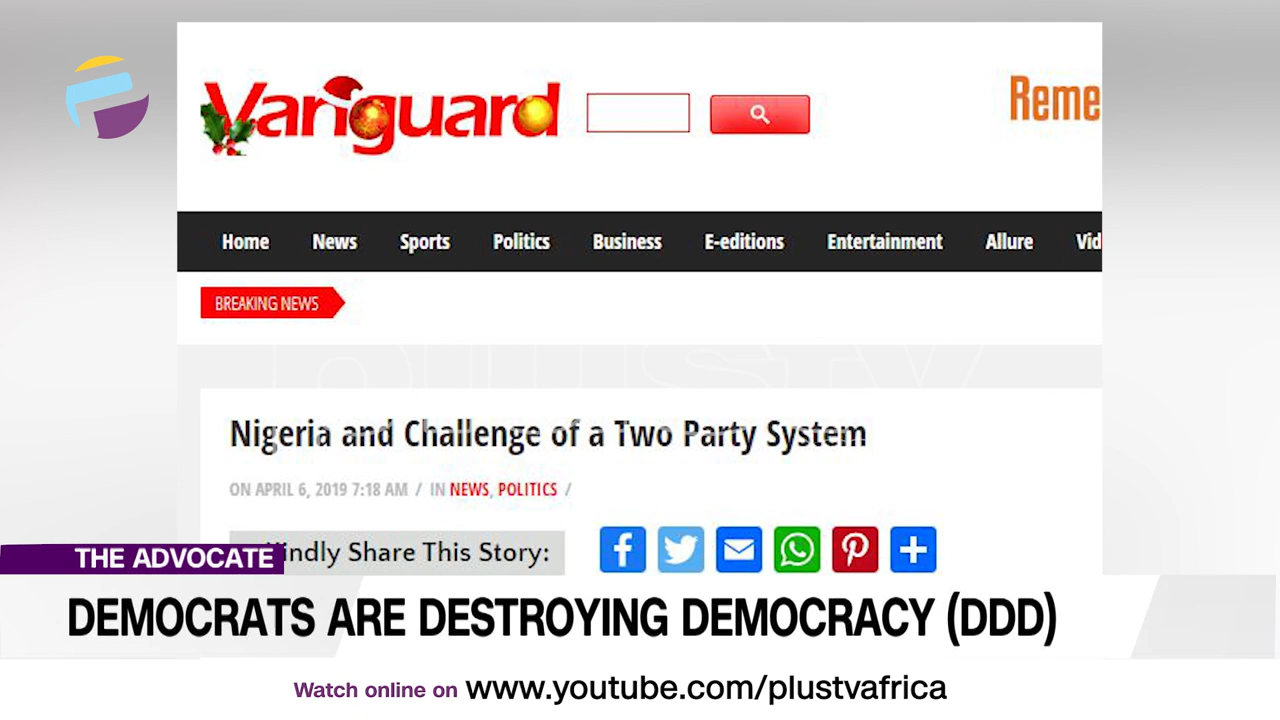 Vanguard
Reme
Home News Sports Politics Business E-editions Entertainment Allure Vid
BREAKING NEWS
plustv
Nigeria and Challenge of a Two Party System
ON APRIL 6, 2019 7:18 AM / IN NEWS, POLITICS /
indly Share This Story:
THE ADVOCATE
DEMOCRATS ARE DESTROYING DEMOCRACY (DDD)
Watch online on www.youtube.com/plustvafrica